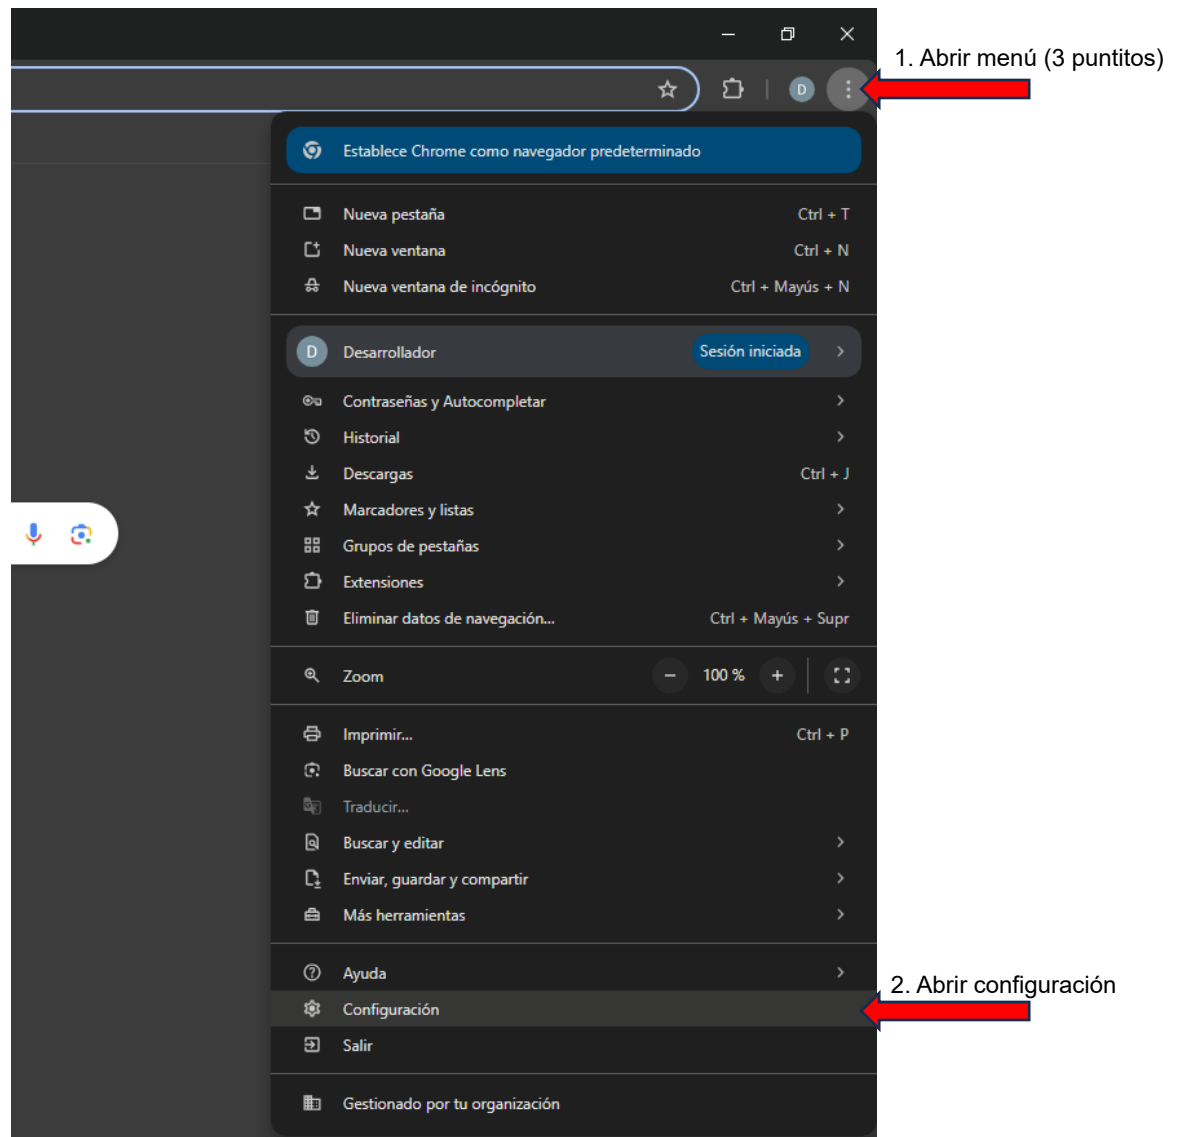 1. Abrir menú (3 puntitos)
D
Establece Chrome como navegador predeterminado
Nueva pestaña Ctrl + T
Nueva ventana Ctrl + N
Nueva ventana de incógnito Ctrl + Mayús + N
D Desarrollador Sesión iniciada
Contraseñas y Autocompletar
Historial
Descargas Ctrl + J
Marcadores y listas
Grupos de pestañas
Extensiones
Eliminar datos de navegación... Ctrl + Mayús + Supr
Zoom − 100 % +
Imprimir... Ctrl + P
Buscar con Google Lens
Traducir...
Buscar y editar
Enviar, guardar y compartir
Más herramientas
Ayuda
2. Abrir configuración
Configuración
Salir
Gestionado por tu organización